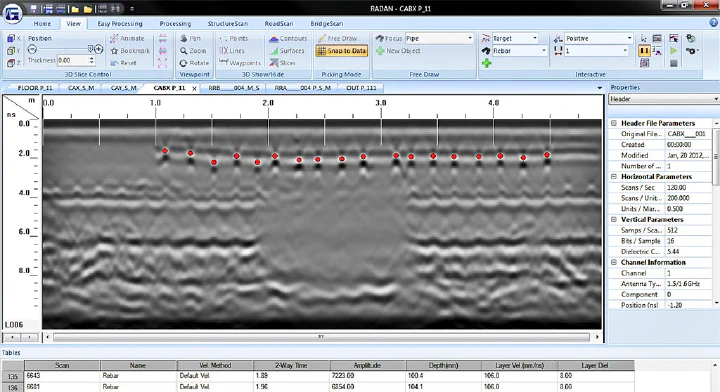 RADAN - CABX P_11
Home View Easy Processing Processing StructureScan RoadScan BridgeScan
X Position Animate Pan Points Contours Free Draw Focus Pipe Target Position
Y Bookmark Zoom Lines Surfaces Snap to Data New Object Rebar 1
Z Thickness 0.00 Reset Rotate Windows Slices
3D Slice Control Viewpoint 3D Show/Hide Picking Mode Free Draw Interactive
FLOOR P_11 CAX_S_M CAY_S_M CABX P_11 RRB___004_M_S RRA___004 P_S_M OUT P_111
m 0.0 1.0 2.0 3.0 4.0
ns 0.0
2.0
4.0
6.0
8.0
L006
Properties
Header
Header File Parameters
Original File... CABX___001
Created 00:00:00
Modified Jan, 20 2012,...
Number of ... 1
Horizontal Parameters
Scans / Sec 120.00
Scans / Unit... 200.000
Units / Mar... 0.500
Vertical Parameters
Samps / Sca... 512
Bits / Sample 16
Dielectric C... 5.44
Channel Information
Channel 1
Antenna Ty... 1.5/1.6GHz
Component 0
Position (ns) -1.20
Tables
Scan Name Vel. Method 2-Way Time Amplitude Depth(mm) Layer Vel.(mm/ns) Layer Diel
135 6643 Rebar Default Vel. 1.89 7223.00 100.4 106.0 8.00
136 6681 Rebar Default Vel. 1.96 6854.00 104.1 106.0 8.00